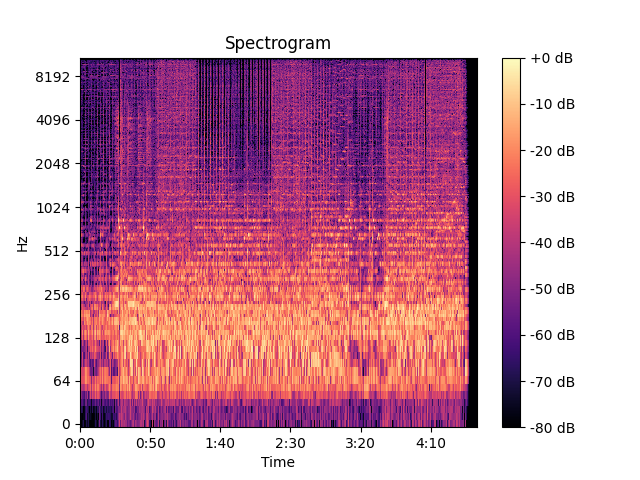 Spectrogram
Hz
8192
4096
2048
1024
512
256
128
64
0
0:00 0:50 1:40 2:30 3:20 4:10
Time
+0 dB
-10 dB
-20 dB
-30 dB
-40 dB
-50 dB
-60 dB
-70 dB
-80 dB